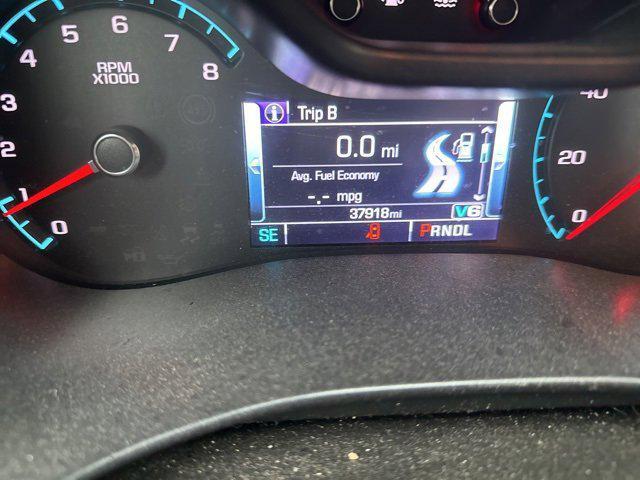 5 6 7 8
4 3 2 1 0
RPM
X1000
Trip B
0.0 mi
Avg. Fuel Economy
-.- mpg
37918mi V6
SE PRNDL
40
20
0